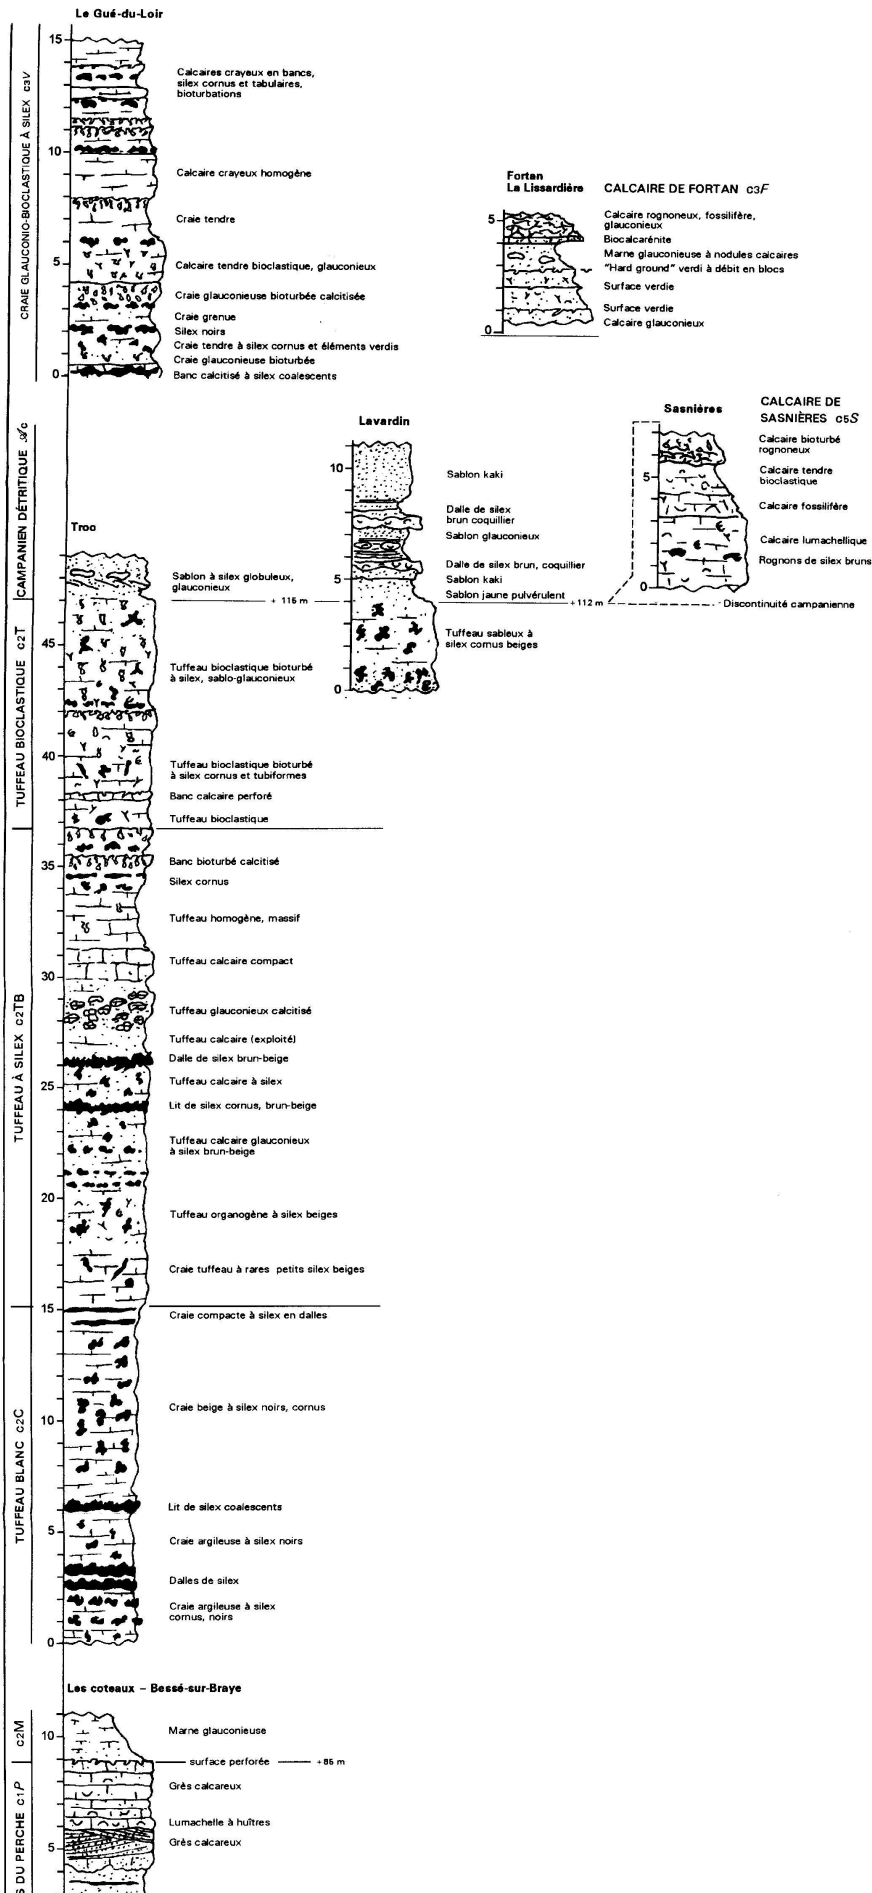 Le Gué-du-Loir
CRAIE GLAUCONIO-BIOCLASTIQUE À SILEX c3V
15
10
5
0
Calcaires crayeux en bancs,
silex cornus et tabulaires,
bioturbations
Calcaire crayeux homogène
Craie tendre
Calcaire tendre bioclastique, glauconieux
Craie glauconieuse bioturbée calcitisée
Craie grenue
Silex noirs
Craie tendre à silex cornus et éléments verdis
Craie glauconieuse bioturbée
Banc calcitisé à silex coalescents
Fortan
La Lissardière
CALCAIRE DE FORTAN c3F
5
0
Calcaire rognoneux, fossilifère,
glauconieux
Biocalcarénite
Marne glauconieuse à nodules calcaires
"Hard ground" verdi à débit en blocs
Surface verdie
Surface verdie
Calcaire glauconieux
Lavardin
10
5
0
Sablon kaki
Dalle de silex
brun coquillier
Sablon glauconieux
Dalle de silex brun, coquillier
Sablon kaki
Sablon jaune pulvérulent
+112 m
Tuffeau sableux à
silex cornus beiges
Sasnières
CALCAIRE DE
SASNIÈRES c5S
5
0
Calcaire bioturbé
rognoneux
Calcaire tendre
bioclastique
Calcaire fossilifère
Calcaire lumachellique
Rognons de silex bruns
Discontinuité campanienne
CAMPANIEN DÉTRITIQUE
TUFFEAU BIOCLASTIQUE c2T
TUFFEAU À SILEX c2TB
TUFFEAU BLANC c2C
Troo
45
40
35
30
25
20
15
10
5
0
Sablon à silex globuleux,
glauconieux
+ 115 m
Tuffeau bioclastique bioturbé
à silex, sablo-glauconieux
Tuffeau bioclastique bioturbé
à silex cornus et tubiformes
Banc calcaire perforé
Tuffeau bioclastique
Banc bioturbé calcitisé
Silex cornus
Tuffeau homogène, massif
Tuffeau calcaire compact
Tuffeau glauconieux calcitisé
Tuffeau calcaire (exploité)
Dalle de silex brun-beige
Tuffeau calcaire à silex
Lit de silex cornus, brun-beige
Tuffeau calcaire glauconieux
à silex brun-beige
Tuffeau organogène à silex beiges
Craie tuffeau à rares petits silex beiges
Craie compacte à silex en dalles
Craie beige à silex noirs, cornus
Lit de silex coalescents
Craie argileuse à silex noirs
Dalles de silex
Craie argileuse à silex
cornus, noirs
Les coteaux – Bessé-sur-Braye
c2M
S DU PERCHE c1P
10
5
Marne glauconieuse
surface perforée
+85 m
Grès calcareux
Lumachelle à huîtres
Grès calcareux